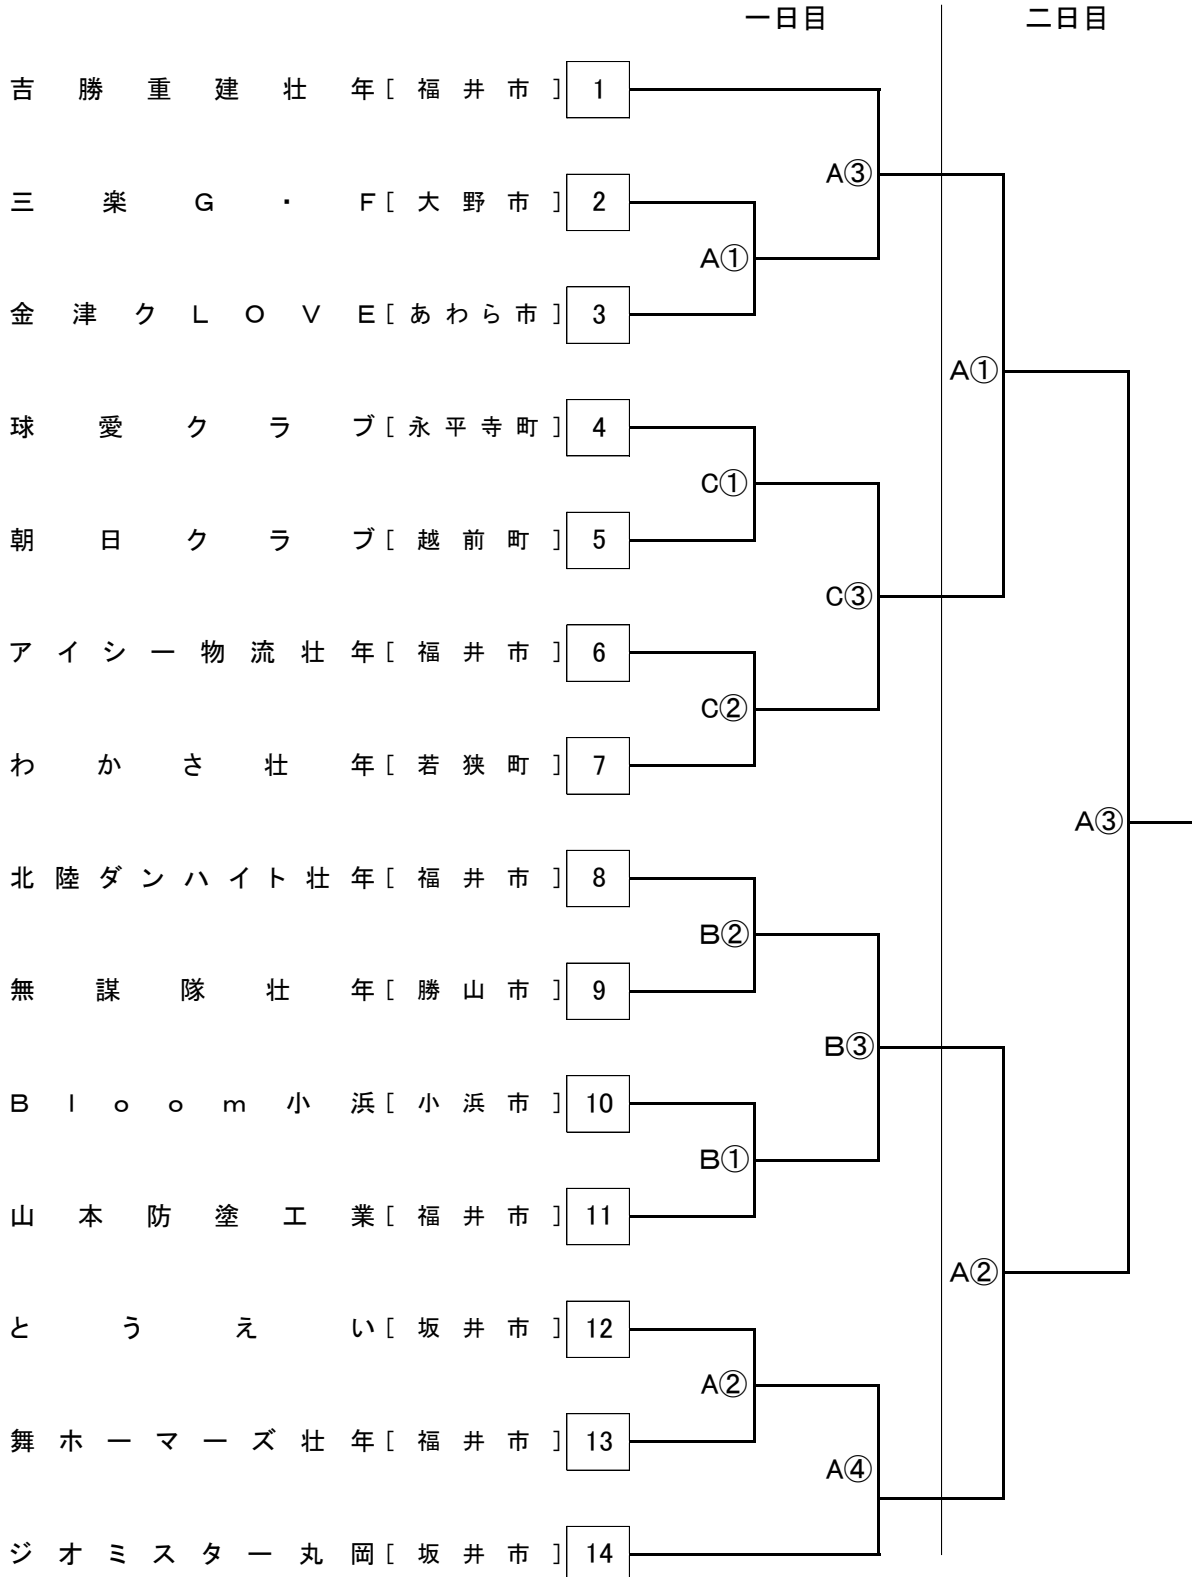 一日目 二日目
吉勝重建壮年[福井市] 1
A③
三楽G・F[大野市] 2
A①
金津クLOVE[あわら市] 3
A①
球愛クラブ[永平寺町] 4
C①
朝日クラブ[越前町] 5
C③
アイシー物流壮年[福井市] 6
C②
わかさ壮年[若狭町] 7
A③
北陸ダンハイト壮年[福井市] 8
B②
無謀隊壮年[勝山市] 9
B③
Bloom小浜[小浜市] 10
B①
山本防塗工業[福井市] 11
A②
とうえい[坂井市] 12
A②
舞ホーマーズ壮年[福井市] 13
A④
ジオミスター丸岡[坂井市] 14